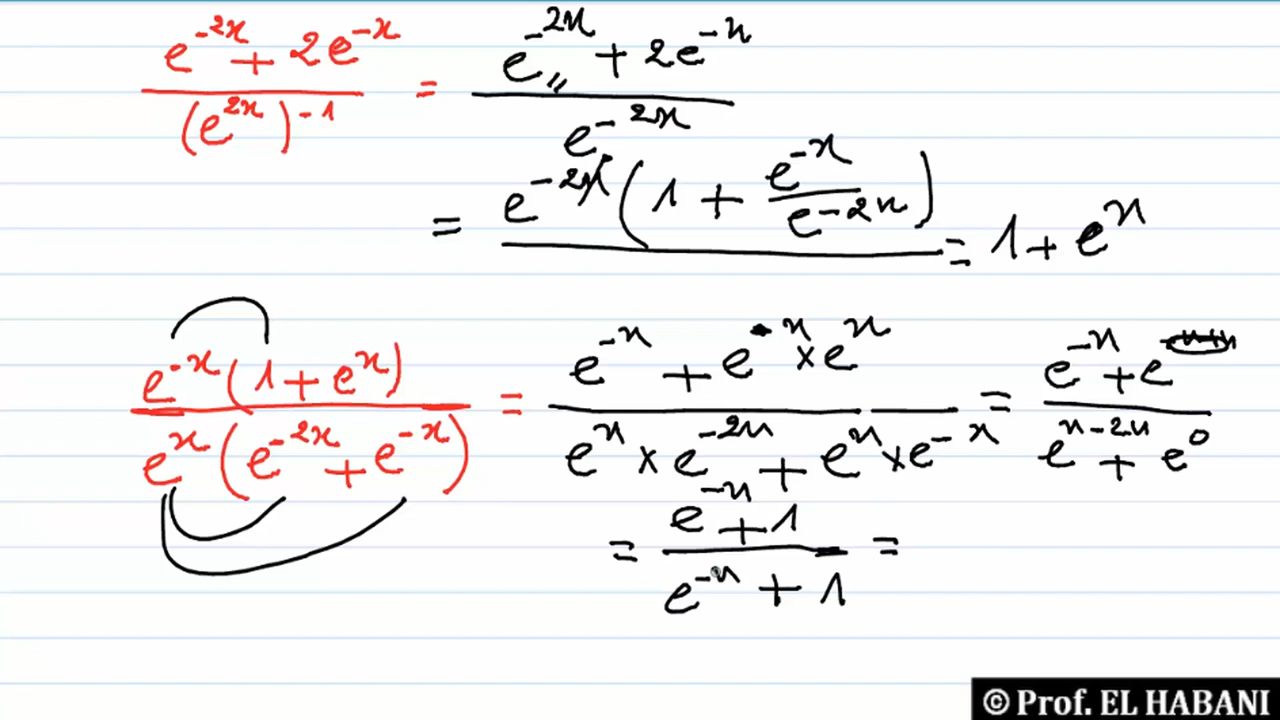 (e^{-2x} + 2e^{-x}) / (e^{2x})^{-1} = (e^{-2x} + 2e^{-x}) / e^{-2x}
= e^{-2x}(1 + e^{-x} / e^{-2x}) / = 1 + e^{x}
e^{-x}(1 + e^{x}) / e^{x}(e^{-2x} + e^{-x}) = (e^{-x} + e^{-x} × e^{x}) / (e^{x} × e^{-2x} + e^{x} × e^{-x}) = (e^{-x} + e) / (e^{x-2x} + e^{0})
= (e^{-x} + 1) / (e^{-x} + 1) =
© Prof. EL HABANI